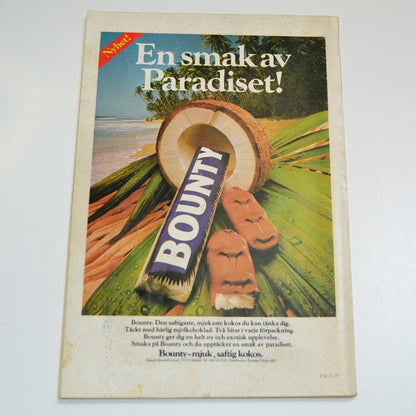 Nyhet!
En smak av
Paradiset!
BOUNTY
Bounty. Den saftigaste, mjukaste kokos du kan tänka dig.
Täckt med härlig mjölkchoklad. Två bitar i varje förpackning.
Bounty ger dig en helt ny och exotisk upplevelse.
Smaka på Bounty och du upptäcker en smak av paradiset.
Bounty-mjuk, saftig kokos.